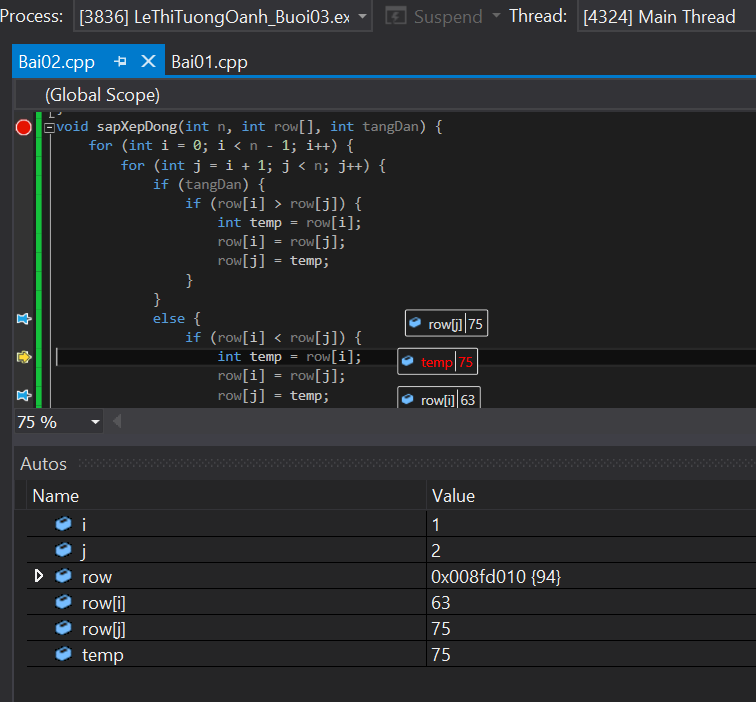 Process: [3836] LeThiTuongOanh_Buoi03.ex Suspend Thread: [4324] Main Thread
Bai02.cpp Bai01.cpp
(Global Scope)
void sapXepDong(int n, int row[], int tangDan) {
for (int i = 0; i < n - 1; i++) {
for (int j = i + 1; j < n; j++) {
if (tangDan) {
if (row[i] > row[j]) {
int temp = row[i];
row[i] = row[j];
row[j] = temp;
}
}
else {
row[j] 75
if (row[i] < row[j]) {
int temp = row[i];
temp 75
row[i] = row[j];
row[j] = temp;
row[i] 63
75 %
Autos
Name Value
i 1
j 2
row 0x008fd010 {94}
row[i] 63
row[j] 75
temp 75